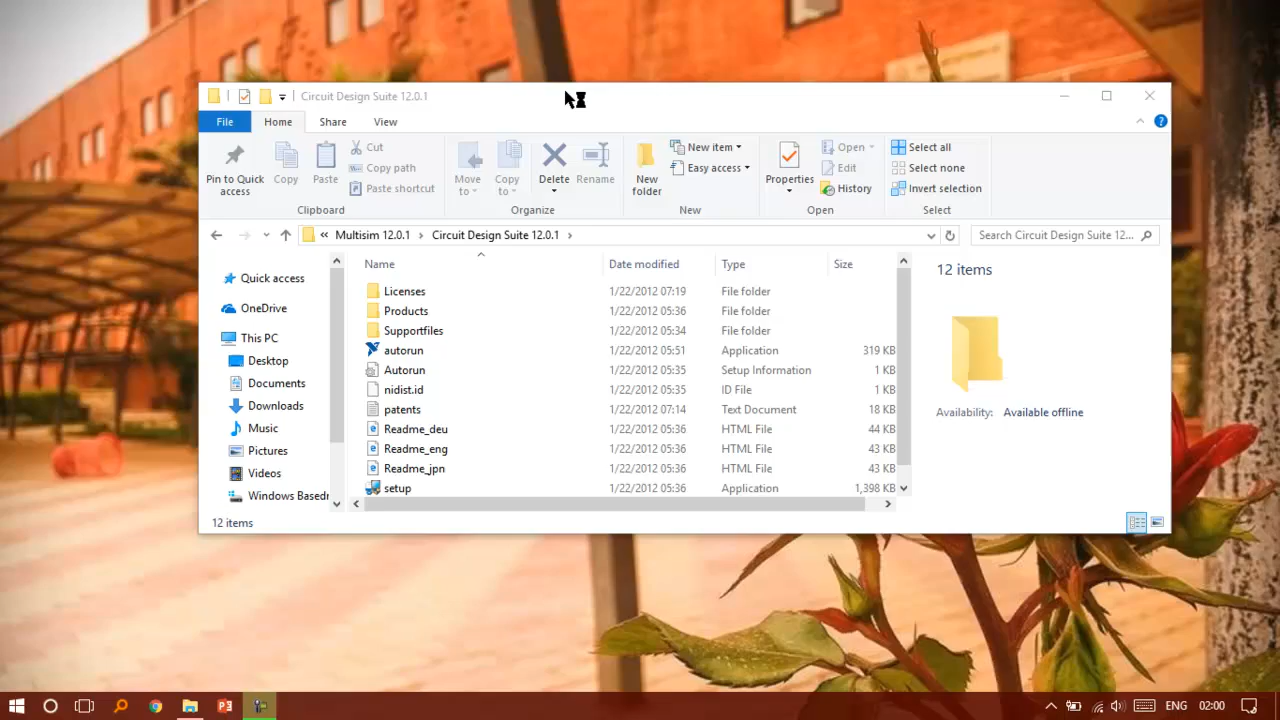 Circuit Design Suite 12.0.1
File Home Share View
Pin to Quick access
Copy
Paste
Cut
Copy path
Paste shortcut
Clipboard
Move to
Copy to
Delete
Rename
Organize
New folder
New item
Easy access
New
Properties
Open
Edit
History
Open
Select all
Select none
Invert selection
Select
« Multisim 12.0.1 > Circuit Design Suite 12.0.1 >
Search Circuit Design Suite 12...
Quick access
OneDrive
This PC
Desktop
Documents
Downloads
Music
Pictures
Videos
Windows Basedr
Name Date modified Type Size
Licenses 1/22/2012 07:19 File folder
Products 1/22/2012 05:36 File folder
Supportfiles 1/22/2012 05:34 File folder
autorun 1/22/2012 05:51 Application 319 KB
Autorun 1/22/2012 05:35 Setup Information 1 KB
nidist.id 1/22/2012 05:35 ID File 1 KB
patents 1/22/2012 07:14 Text Document 18 KB
Readme_deu 1/22/2012 05:36 HTML File 44 KB
Readme_eng 1/22/2012 05:36 HTML File 43 KB
Readme_jpn 1/22/2012 05:36 HTML File 43 KB
setup 1/22/2012 05:36 Application 1,398 KB
12 items
Availability: Available offline
12 items
ENG 02:00